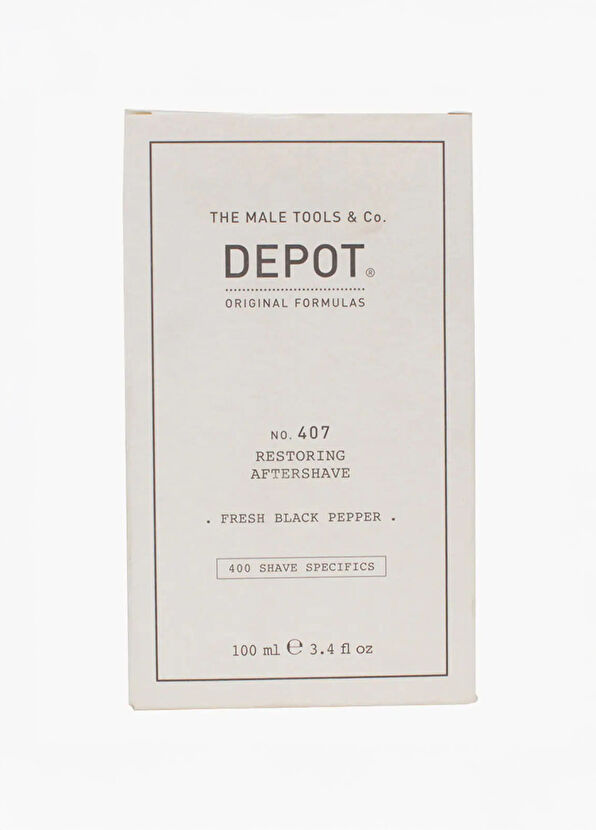 THE MALE TOOLS & Co.
DEPOT®
ORIGINAL FORMULAS
NO. 407
RESTORING
AFTERSHAVE
. FRESH BLACK PEPPER .
400 SHAVE SPECIFICS
100 ml ℮ 3.4 fl oz